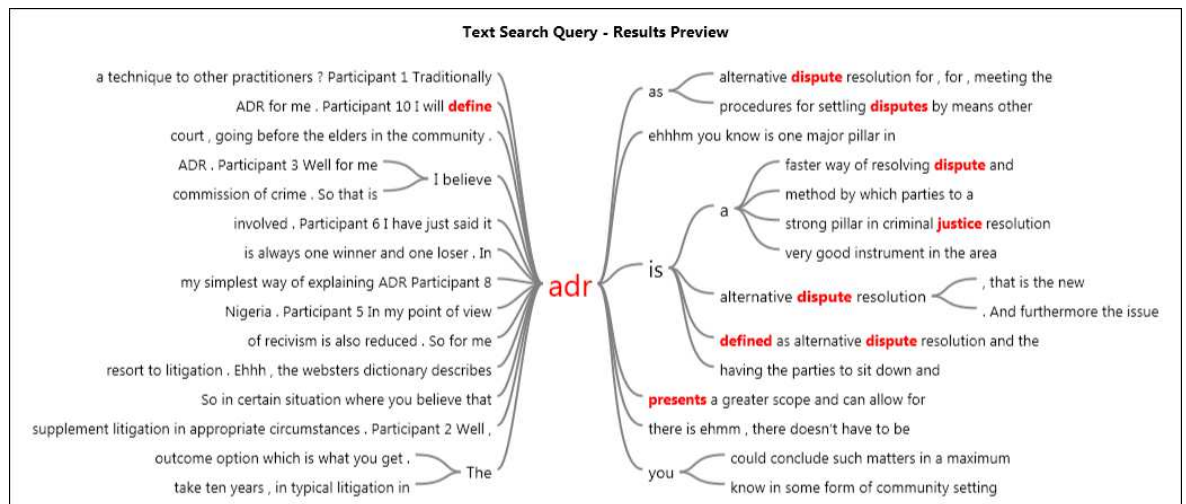 Text Search Query - Results Preview
a technique to other practitioners ? Participant 1 Traditionally
ADR for me . Participant 10 I will define
court , going before the elders in the community .
ADR . Participant 3 Well for me
commission of crime . So that is
I believe
involved . Participant 6 I have just said it
is always one winner and one loser . In
my simplest way of explaining ADR Participant 8
Nigeria . Participant 5 In my point of view
of recivism is also reduced . So for me
resort to litigation . Ehhh , the websters dictionary describes
So in certain situation where you believe that
supplement litigation in appropriate circumstances . Participant 2 Well ,
outcome option which is what you get .
take ten years , in typical litigation in
The
adr
as
alternative dispute resolution for , for , meeting the
procedures for settling disputes by means other
ehhhm you know is one major pillar in
is
a
faster way of resolving dispute and
method by which parties to a
strong pillar in criminal justice resolution
very good instrument in the area
alternative dispute resolution
, that is the new
. And furthermore the issue
defined as alternative dispute resolution and the
having the parties to sit down and
presents a greater scope and can allow for
there is ehmm , there doesn't have to be
you
could conclude such matters in a maximum
know in some form of community setting